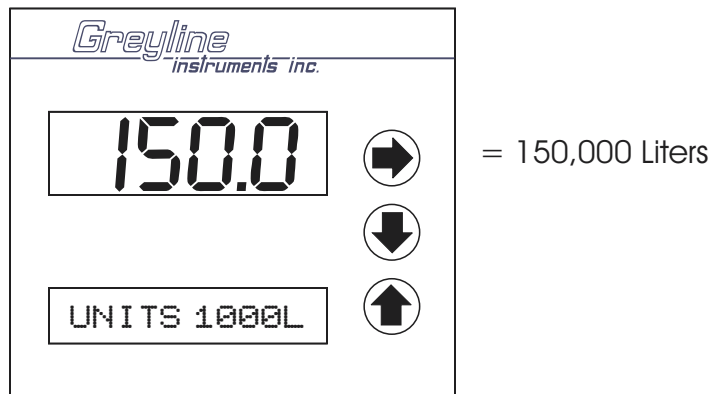 Greyline
instruments inc.
150.0
= 150,000 Liters
UNITS 1000L